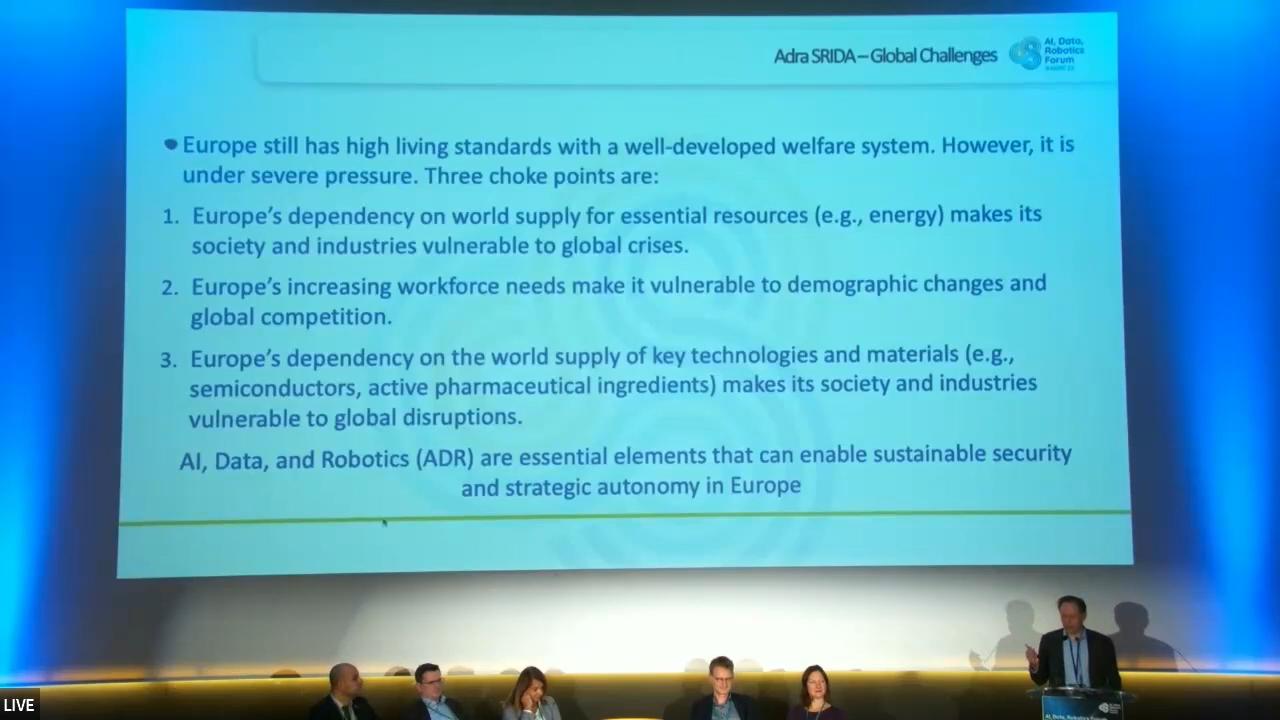 Adra SRIDA – Global Challenges
AI, Data,
Robotics
Forum
• Europe still has high living standards with a well-developed welfare system. However, it is
under severe pressure. Three choke points are:
1. Europe's dependency on world supply for essential resources (e.g., energy) makes its
society and industries vulnerable to global crises.
2. Europe's increasing workforce needs make it vulnerable to demographic changes and
global competition.
3. Europe's dependency on the world supply of key technologies and materials (e.g.,
semiconductors, active pharmaceutical ingredients) makes its society and industries
vulnerable to global disruptions.
AI, Data, and Robotics (ADR) are essential elements that can enable sustainable security
and strategic autonomy in Europe
LIVE